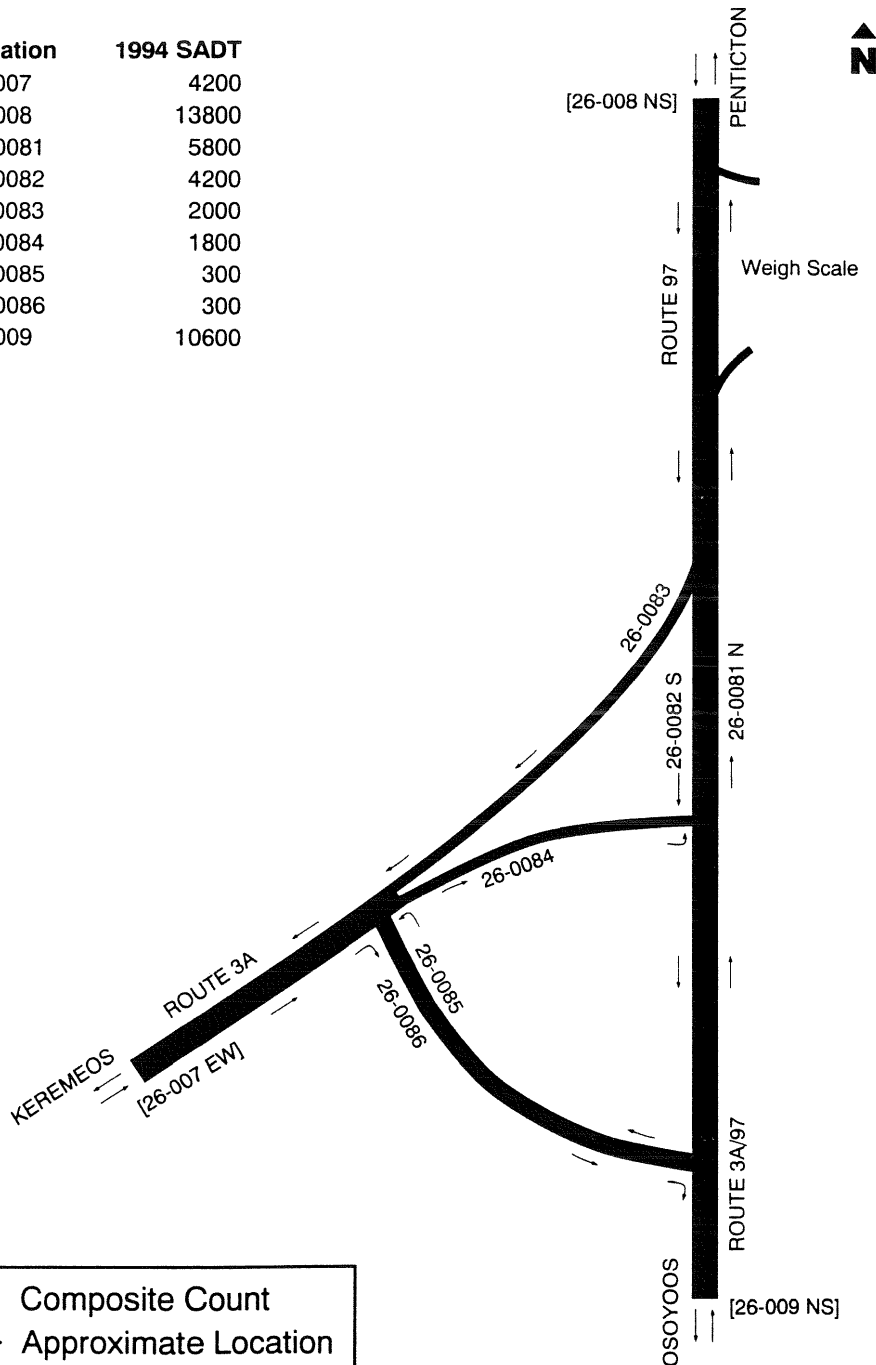 ation 1994 SADT
007 4200
008 13800
0081 5800
0082 4200
0083 2000
0084 1800
0085 300
0086 300
009 10600
N
PENTICTON
[26-008 NS]
Weigh Scale
ROUTE 97
26-0083
26-0082 S
26-0081 N
26-0084
ROUTE 3A
26-0085
26-0086
KEREMEOS
[26-007 EW]
ROUTE 3A/97
OSOYOOS
[26-009 NS]
Composite Count
Approximate Location